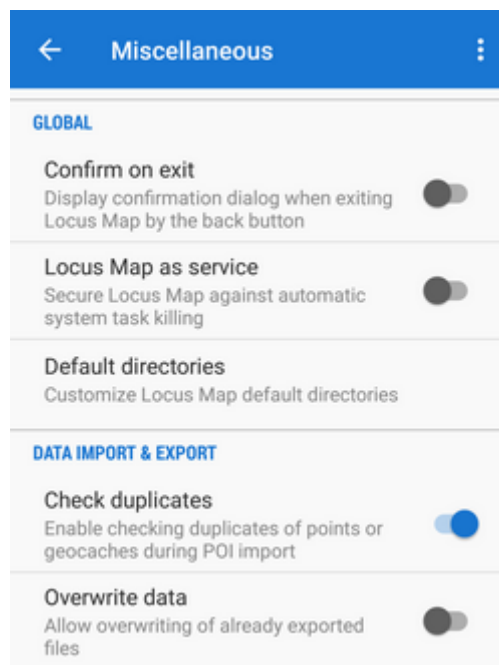 Miscellaneous
GLOBAL
Confirm on exit
Display confirmation dialog when exiting
Locus Map by the back button
Locus Map as service
Secure Locus Map against automatic
system task killing
Default directories
Customize Locus Map default directories
DATA IMPORT & EXPORT
Check duplicates
Enable checking duplicates of points or
geocaches during POI import
Overwrite data
Allow overwriting of already exported
files